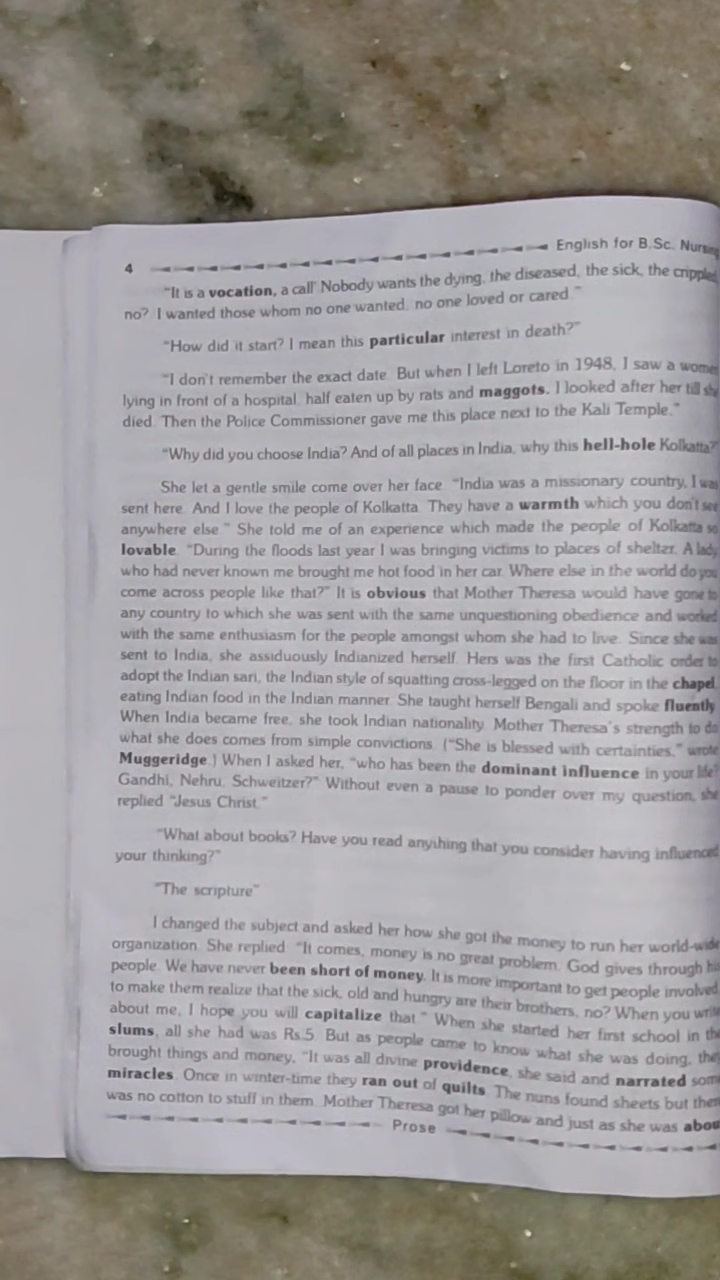 4 English for B.Sc. Nursing
"It is a vocation, a call' Nobody wants the dying, the diseased, the sick, the crippled,
no? I wanted those whom no one wanted, no one loved or cared."
"How did it start? I mean this particular interest in death?"
"I don't remember the exact date. But when I left Loreto in 1948, I saw a women
lying in front of a hospital, half eaten up by rats and maggots. I looked after her till she
died. Then the Police Commissioner gave me this place next to the Kali Temple."
"Why did you choose India? And of all places in India, why this hell-hole Kolkatta?"
She let a gentle smile come over her face. "India was a missionary country, I was
sent here. And I love the people of Kolkatta. They have a warmth which you don't see
anywhere else." She told me of an experience which made the people of Kolkatta so
lovable. "During the floods last year I was bringing victims to places of shelter. A lady
who had never known me brought me hot food in her car. Where else in the world do you
come across people like that?" It is obvious that Mother Theresa would have gone to
any country to which she was sent with the same unquestioning obedience and worked
with the same enthusiasm for the people amongst whom she had to live. Since she was
sent to India, she assiduously Indianized herself. Hers was the first Catholic order to
adopt the Indian sari, the Indian style of squatting cross-legged on the floor in the chapel,
eating Indian food in the Indian manner. She taught herself Bengali and spoke fluently.
When India became free, she took Indian nationality. Mother Theresa's strength to do
what she does comes from simple convictions. ("She is blessed with certainties," wrote
Muggeridge.) When I asked her, "who has been the dominant influence in your life?
Gandhi, Nehru, Schweitzer?" Without even a pause to ponder over my question, she
replied "Jesus Christ."
"What about books? Have you read anything that you consider having influenced
your thinking?"
"The scripture"
I changed the subject and asked her how she got the money to run her world-wide
organization. She replied: "It comes, money is no great problem. God gives through his
people. We have never been short of money. It is more important to get people involved,
to make them realize that the sick, old and hungry are their brothers, no? When you write
about me, I hope you will capitalize that." When she started her first school in the
slums, all she had was Rs.5. But as people came to know what she was doing, they
brought things and money, "It was all divine providence, she said and narrated some
miracles. Once in winter-time they ran out of quilts. The nuns found sheets but there
was no cotton to stuff in them. Mother Theresa got her pillow and just as she was
Prose